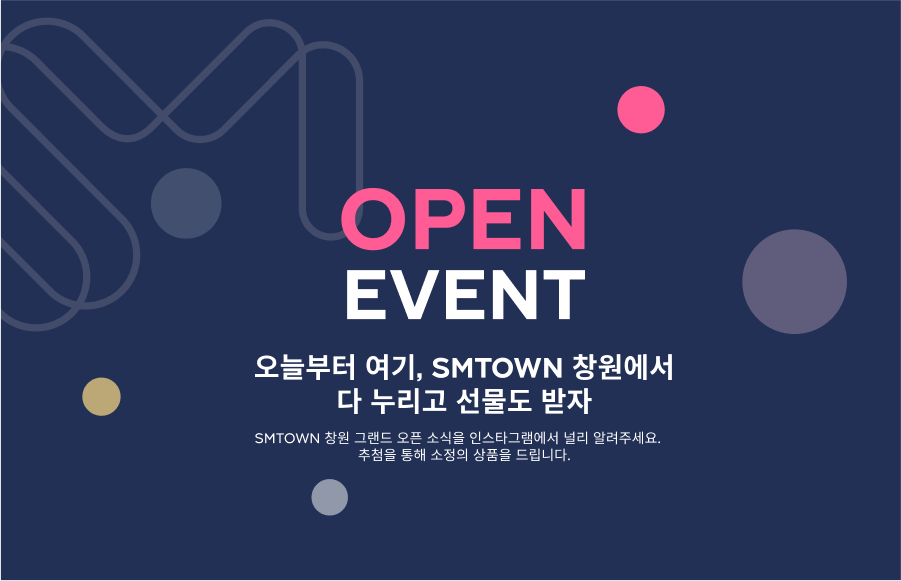 OPEN
EVENT
오늘부터 여기, SMTOWN 창원에서
다 누리고 선물도 받자
SMTOWN 창원 그랜드 오픈 소식을 인스타그램에서 널리 알려주세요.
추첨을 통해 소정의 상품을 드립니다.